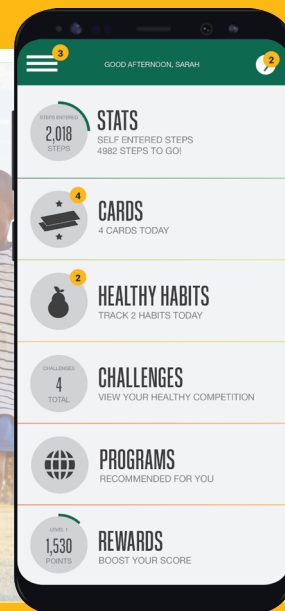 3
GOOD AFTERNOON, SARAH
2
STEPS ENTERED
2,018
STEPS
STATS
SELF ENTERED STEPS
4982 STEPS TO GO!
4
CARDS
4 CARDS TODAY
2
HEALTHY HABITS
TRACK 2 HABITS TODAY
CHALLENGES
4
TOTAL
CHALLENGES
VIEW YOUR HEALTHY COMPETITION
PROGRAMS
RECOMMENDED FOR YOU
LEVEL 1
1,530
POINTS
REWARDS
BOOST YOUR SCORE